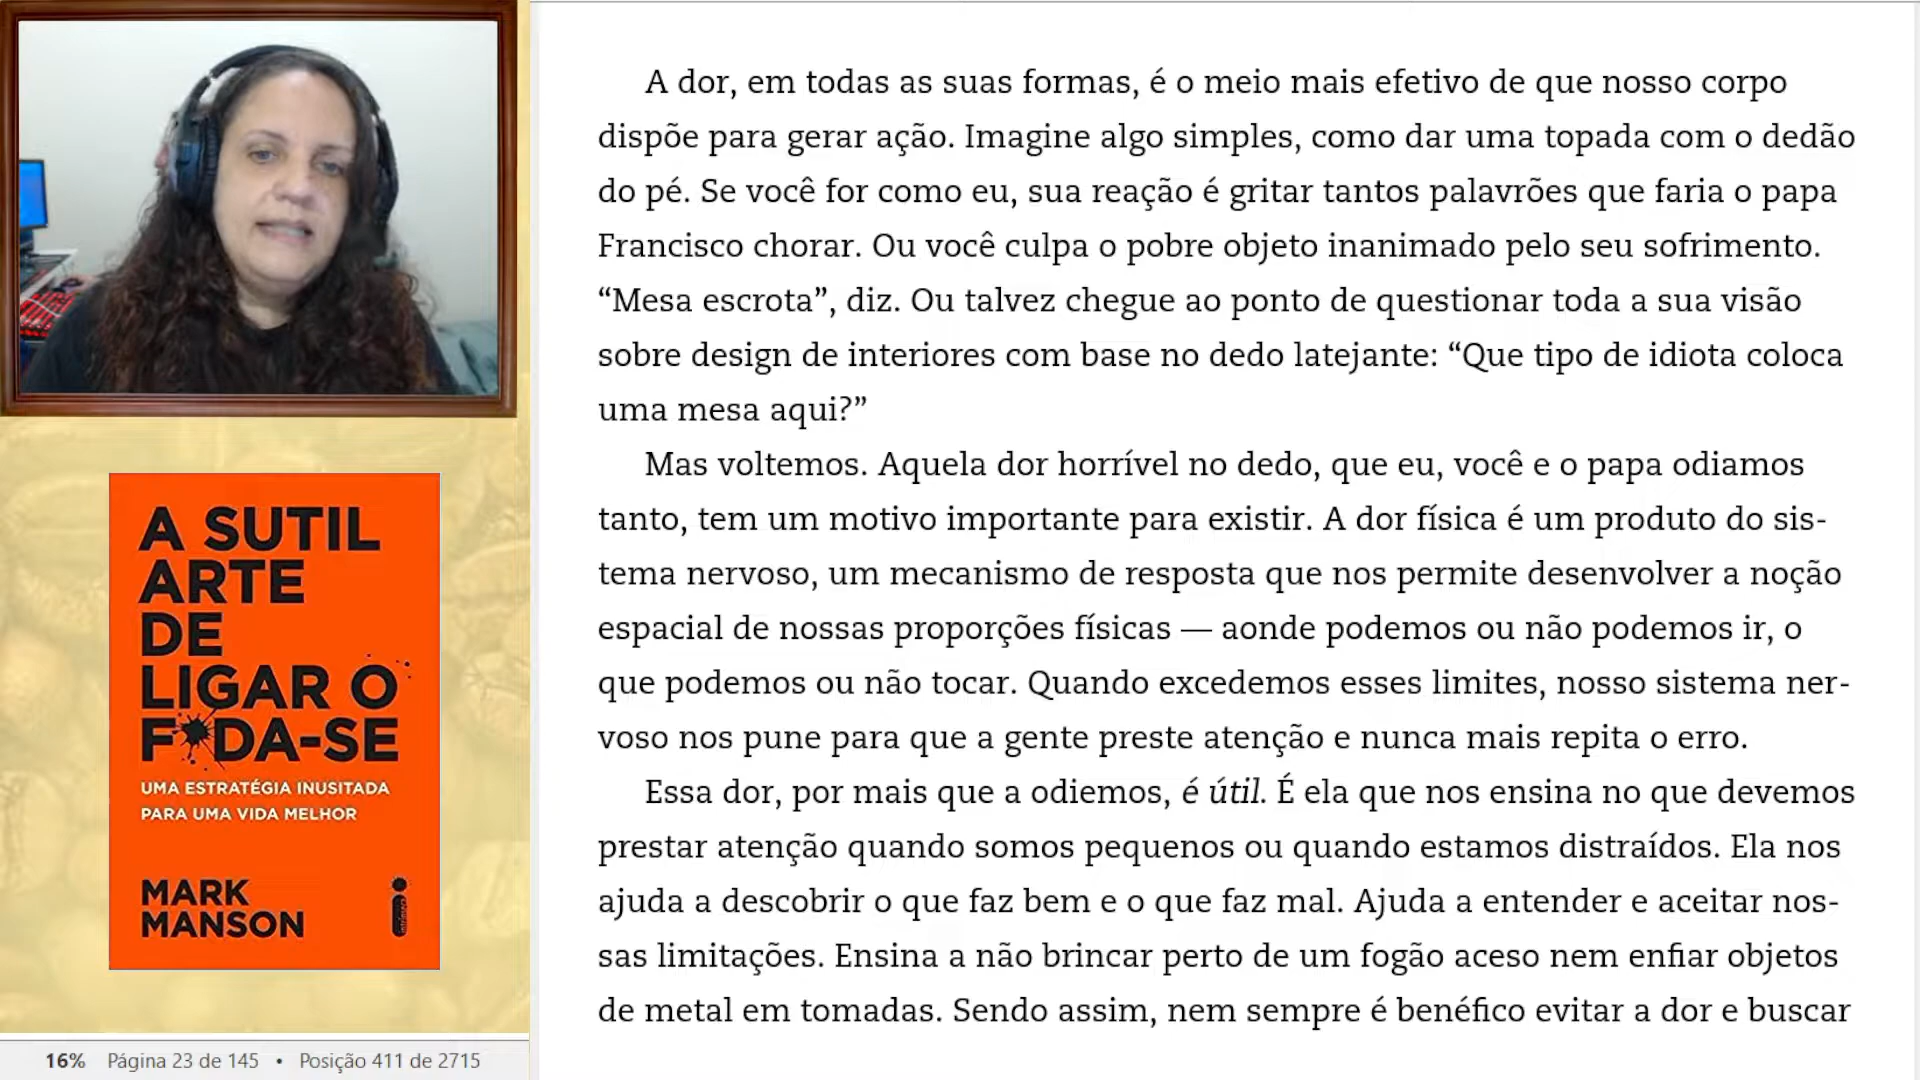 A dor, em todas as suas formas, é o meio mais efetivo de que nosso corpo
dispõe para gerar ação. Imagine algo simples, como dar uma topada com o dedão
do pé. Se você for como eu, sua reação é gritar tantos palavrões que faria o papa
Francisco chorar. Ou você culpa o pobre objeto inanimado pelo seu sofrimento.
“Mesa escrota”, diz. Ou talvez chegue ao ponto de questionar toda a sua visão
sobre design de interiores com base no dedo latejante: “Que tipo de idiota coloca
uma mesa aqui?”
Mas voltemos. Aquela dor horrível no dedo, que eu, você e o papa odiamos
tanto, tem um motivo importante para existir. A dor física é um produto do sis-
tema nervoso, um mecanismo de resposta que nos permite desenvolver a noção
espacial de nossas proporções físicas — aonde podemos ou não podemos ir, o
que podemos ou não tocar. Quando excedemos esses limites, nosso sistema ner-
voso nos pune para que a gente preste atenção e nunca mais repita o erro.
Essa dor, por mais que a odiemos, é útil. É ela que nos ensina no que devemos
prestar atenção quando somos pequenos ou quando estamos distraídos. Ela nos
ajuda a descobrir o que faz bem e o que faz mal. Ajuda a entender e aceitar nos-
sas limitações. Ensina a não brincar perto de um fogão aceso nem enfiar objetos
de metal em tomadas. Sendo assim, nem sempre é benéfico evitar a dor e buscar
A SUTIL
ARTE
DE
LIGAR O
F*DA-SE
UMA ESTRATÉGIA INUSITADA
PARA UMA VIDA MELHOR
MARK
MANSON
16% Página 23 de 145 • Posição 411 de 2715